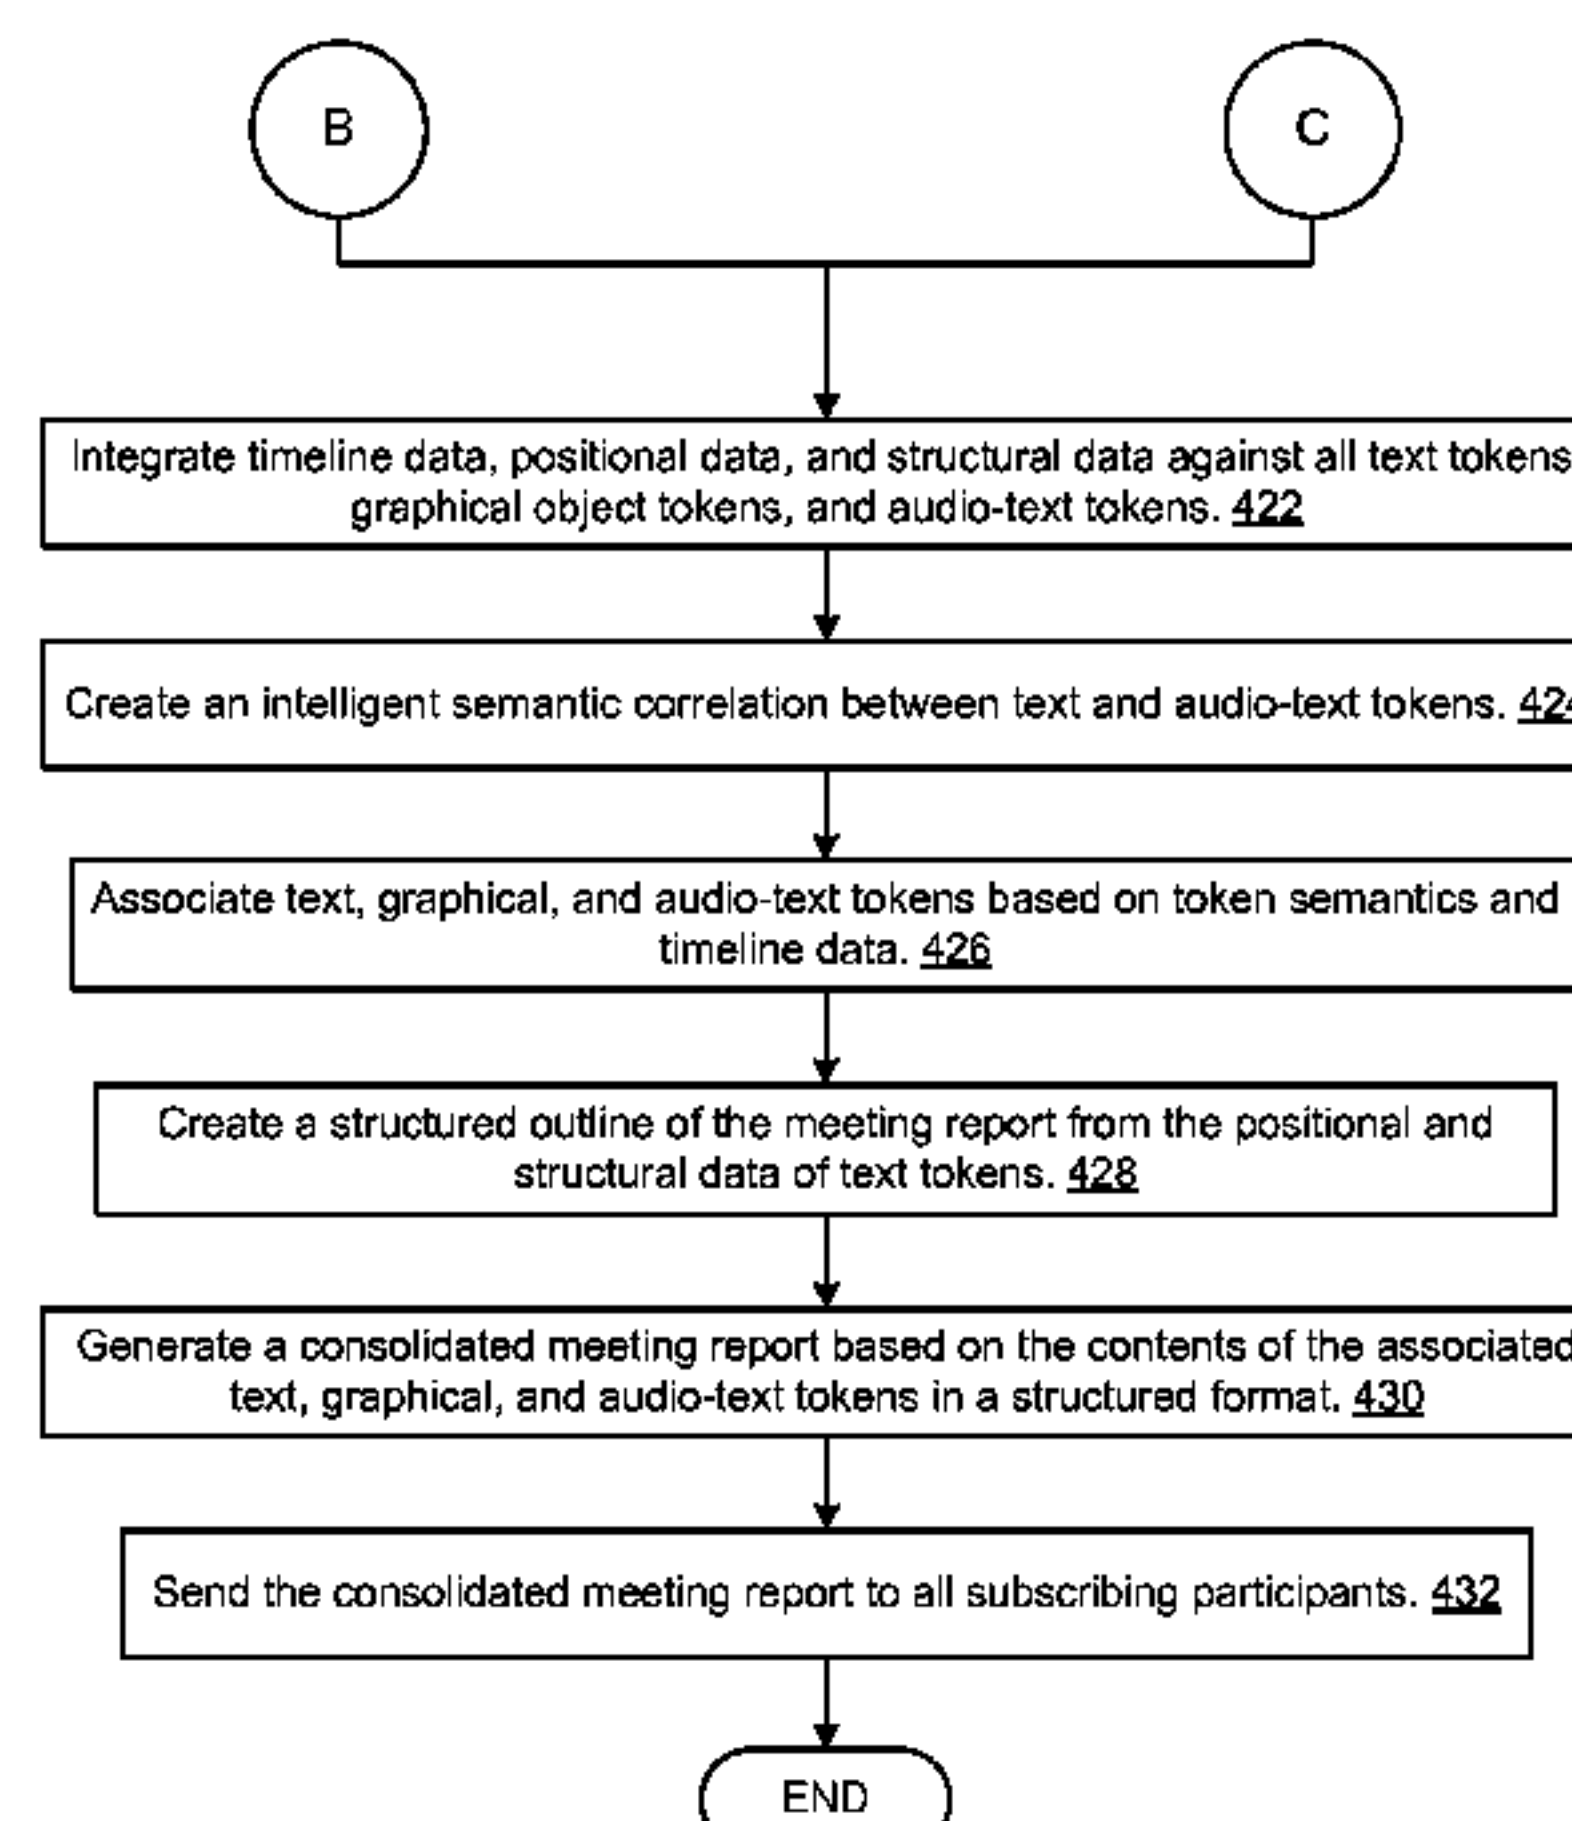 B
C
Integrate timeline data, positional data, and structural data against all text tokens
graphical object tokens, and audio-text tokens. 422
Create an intelligent semantic correlation between text and audio-text tokens. 424
Associate text, graphical, and audio-text tokens based on token semantics and
timeline data. 426
Create a structured outline of the meeting report from the positional and
structural data of text tokens. 428
Generate a consolidated meeting report based on the contents of the associated
text, graphical, and audio-text tokens in a structured format. 430
Send the consolidated meeting report to all subscribing participants. 432
END